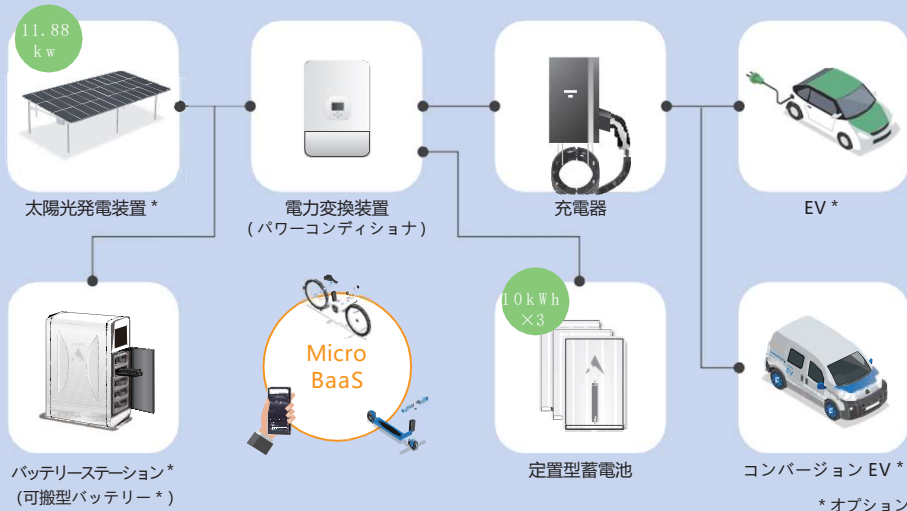 11.88
kw
太陽光発電装置 *
電力変換装置
( パワーコンディショナ )
充電器
EV *
10kWh
×3
Micro
BaaS
バッテリーステーション *
(可搬型バッテリー * )
定置型蓄電池
コンバージョン EV *
* オプション